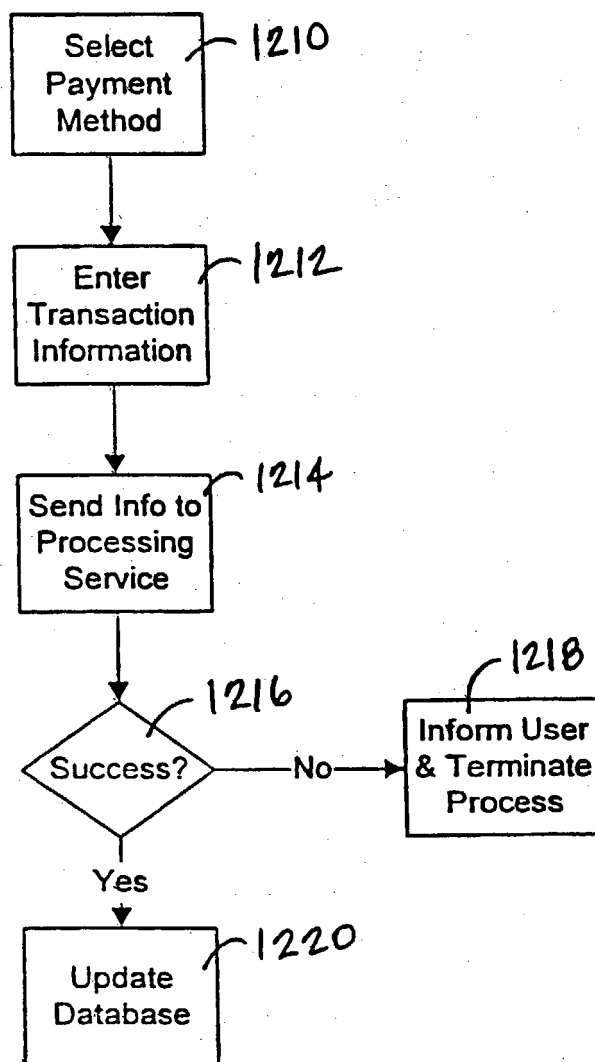 Select
Payment
Method
1210
Enter
Transaction
Information
1212
Send Info to
Processing
Service
1214
Success?
1216
No
Inform User
& Terminate
Process
1218
Yes
Update
Database
1220